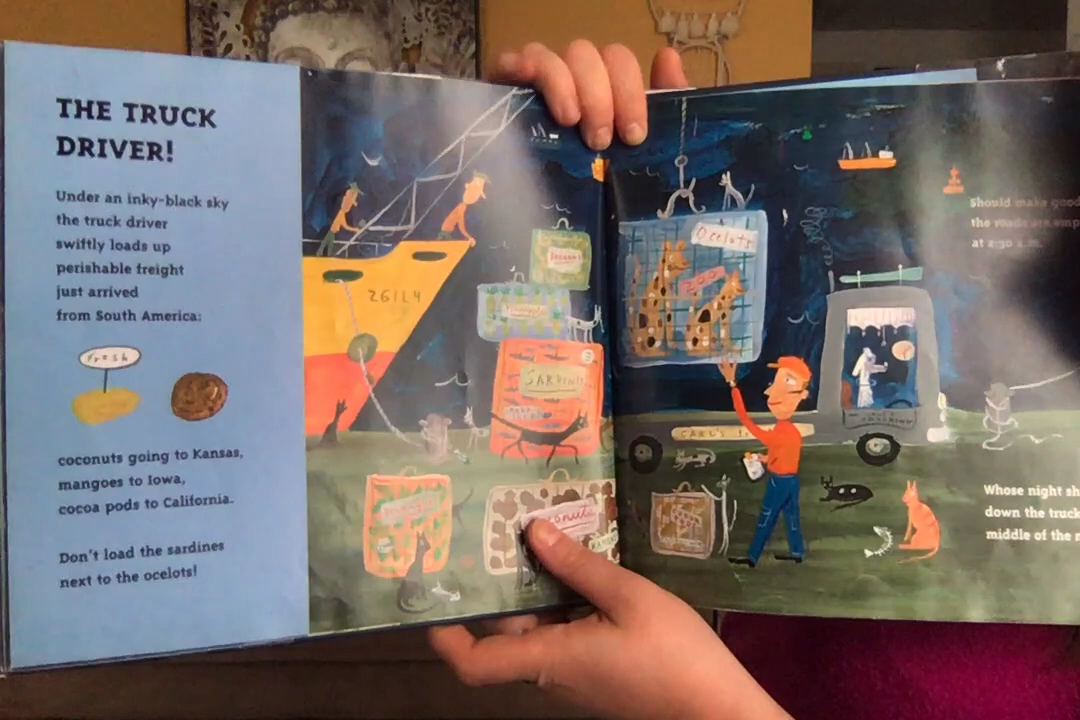 THE TRUCK
DRIVER!
Under an inky-black sky
the truck driver
swiftly loads up
perishable freight
just arrived
from South America:
fresh
coconuts going to Kansas,
mangoes to Iowa,
cocoa pods to California.
Don't load the sardines
next to the ocelots!
261L4
SARDINES
Ocelots
ZOO
CARL'S
Should make good
the roads are emp
at 2:30 a.m.
Whose night sh
down the truck
middle of the n